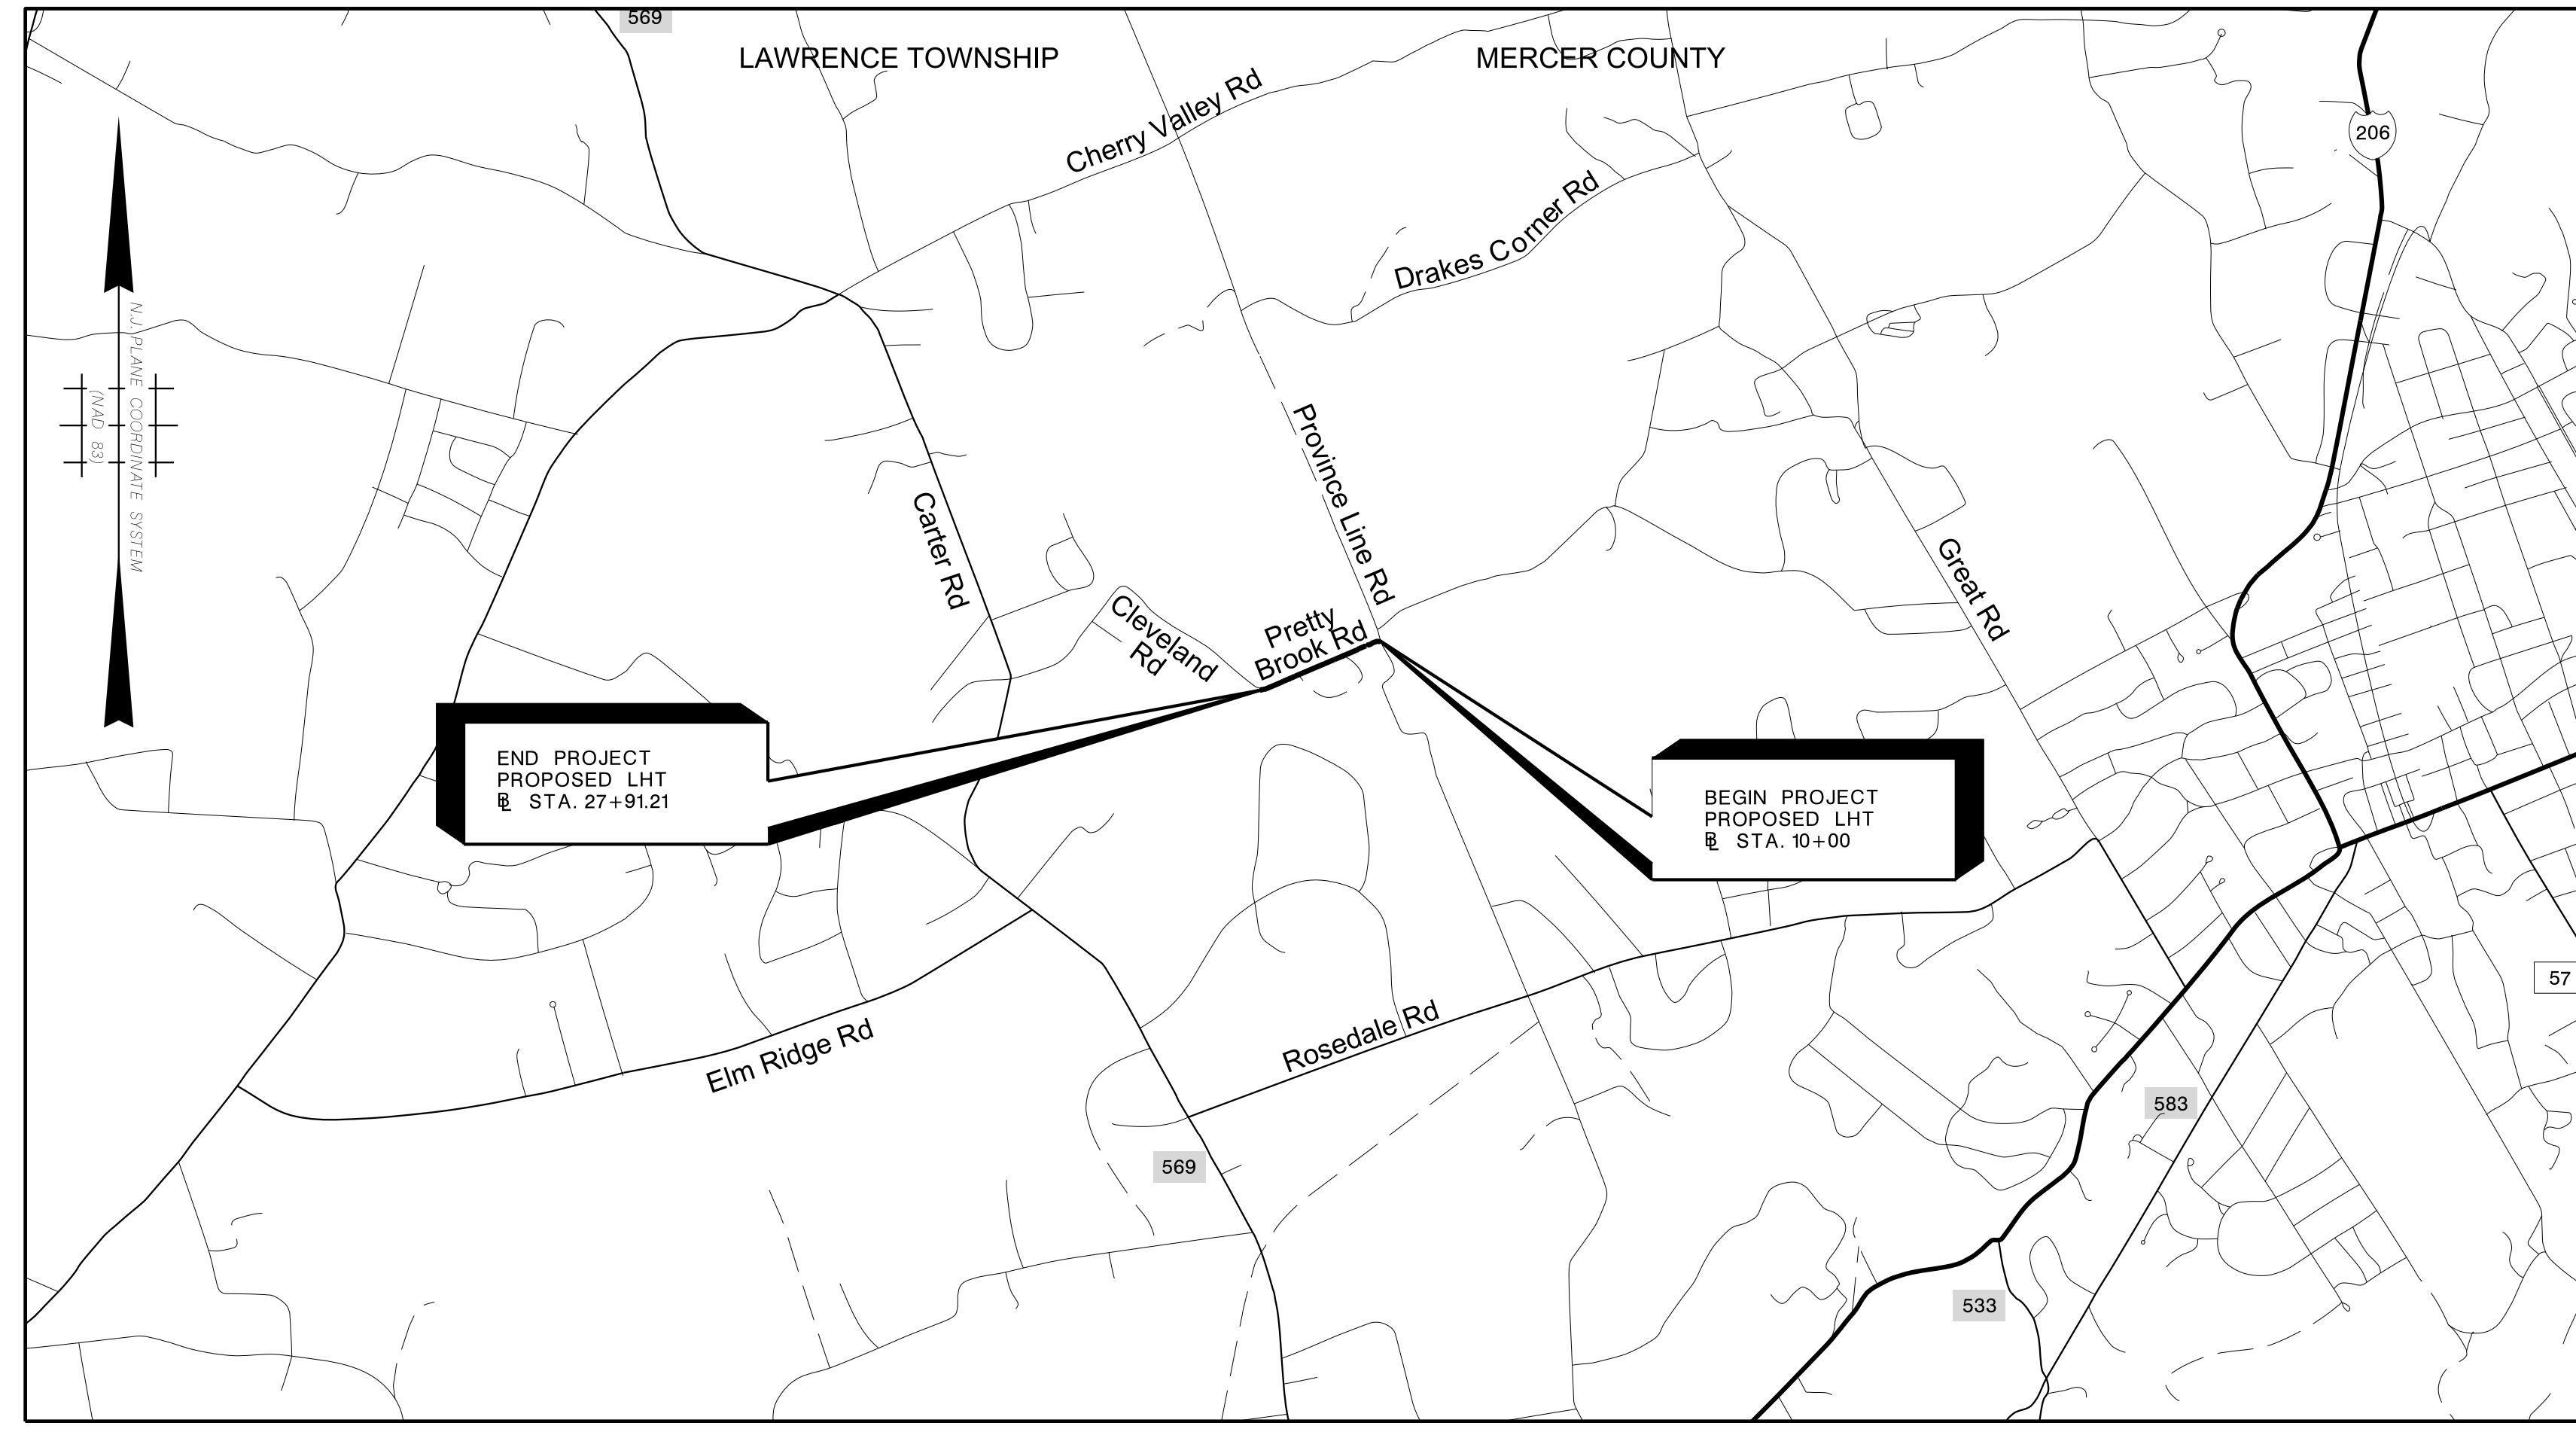 569
LAWRENCE TOWNSHIP
MERCER COUNTY
Cherry Valley Rd
206
Drakes Corner Rd
N.J. PLANE COORDINATE SYSTEM
(NAD 83)
Province Line Rd
Carter Rd
Great Rd
Cleveland
Rd
Pretty
Brook Rd
END PROJECT
PROPOSED LHT
BL STA. 27+91.21
BEGIN PROJECT
PROPOSED LHT
BL STA. 10+00
57
Elm Ridge Rd
Rosedale Rd
583
569
533